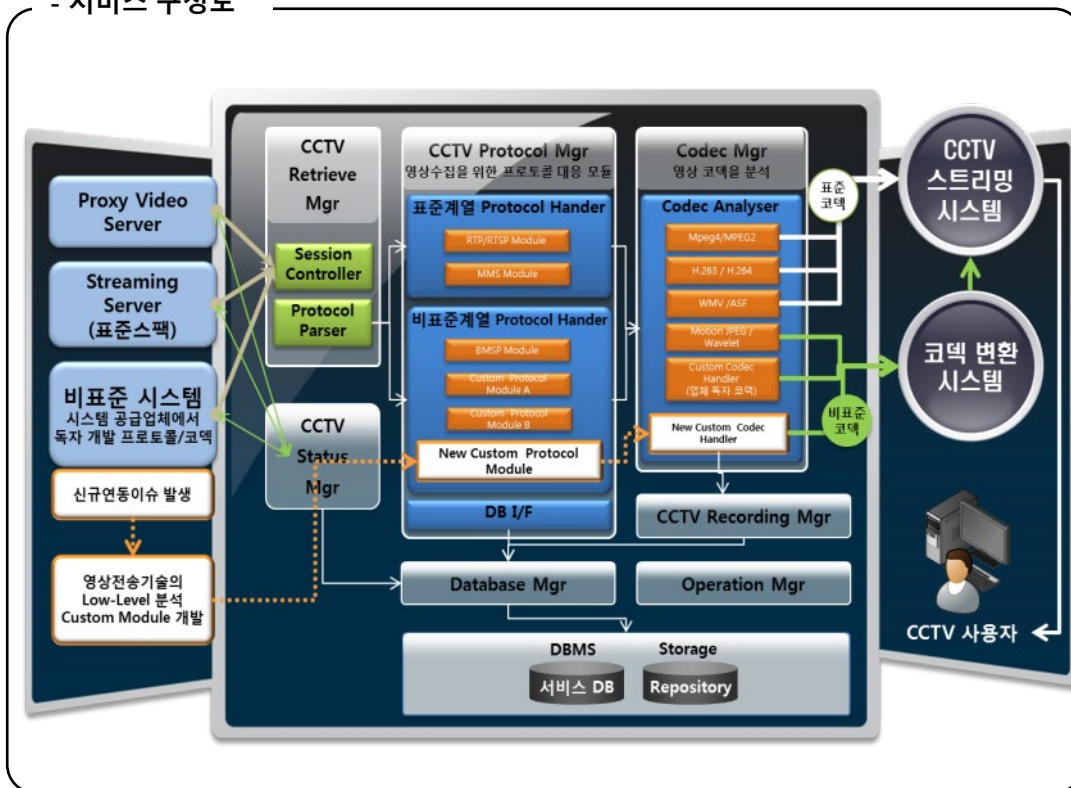 - 서비스 구성도
Proxy Video
Server
Streaming
Server
(표준스팩)
비표준 시스템
시스템 공급업체에서
독자 개발 프로토콜/코덱
신규연동이슈 발생
영상전송기술의
Low-Level 분석
Custom Module 개발
CCTV
Retrieve
Mgr
Session
Controller
Protocol
Parser
CCTV
Status
Mgr
CCTV Protocol Mgr
영상수집을 위한 프로토콜 대응 모듈
표준계열 Protocol Hander
RTP/RTSP Module
MMS Module
비표준계열 Protocol Hander
BMSP Module
Custom Protocol
Module A
Custom Protocol
Module B
New Custom Protocol
Module
DB I/F
Codec Mgr
영상 코덱을 분석
Codec Analyser
Mpeg4/MPEG2
H.263 / H.264
WMV /ASF
Motion JPEG /
Wavelet
Custom Codec
Handler
(업체 독자 코덱)
New Custom Codec
Handler
CCTV Recording Mgr
Database Mgr
Operation Mgr
DBMS
서비스 DB
Storage
Repository
표준
코덱
비표준
코덱
CCTV
스트리밍
시스템
코덱 변환
시스템
CCTV 사용자